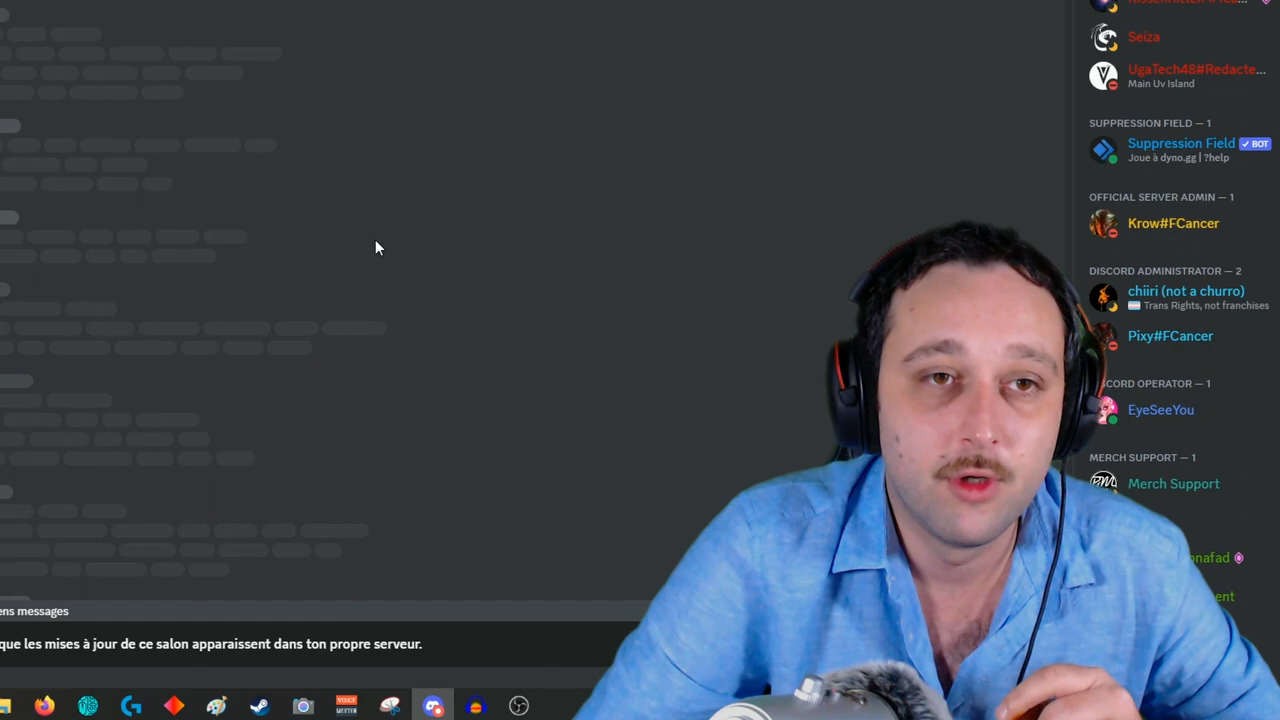 Seiza
UgaTech48#Redacte...
Main Uv Island
SUPPRESSION FIELD — 1
Suppression Field BOT
Joue à dyno.gg | ?help
OFFICIAL SERVER ADMIN — 1
Krow#FCancer
DISCORD ADMINISTRATOR — 2
chiiri (not a churro)
Trans Rights, not franchises
Pixy#FCancer
SCORD OPERATOR — 1
EyeSeeYou
MERCH SUPPORT — 1
Merch Support
onafad
ent
ens messages
que les mises à jour de ce salon apparaissent dans ton propre serveur.
VOICE
MEETER